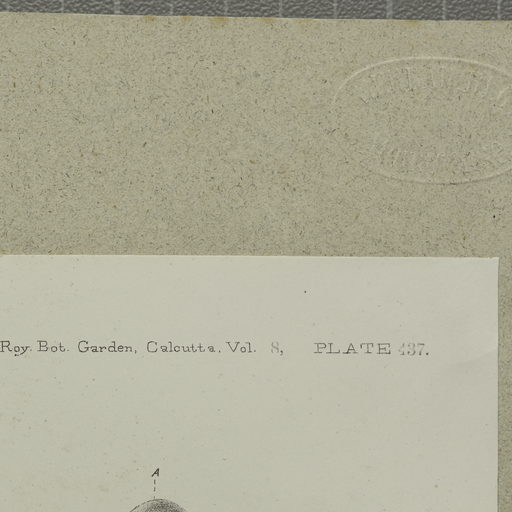 Roy. Bot. Garden, Calcutta, Vol. 8, PLATE 437.
A